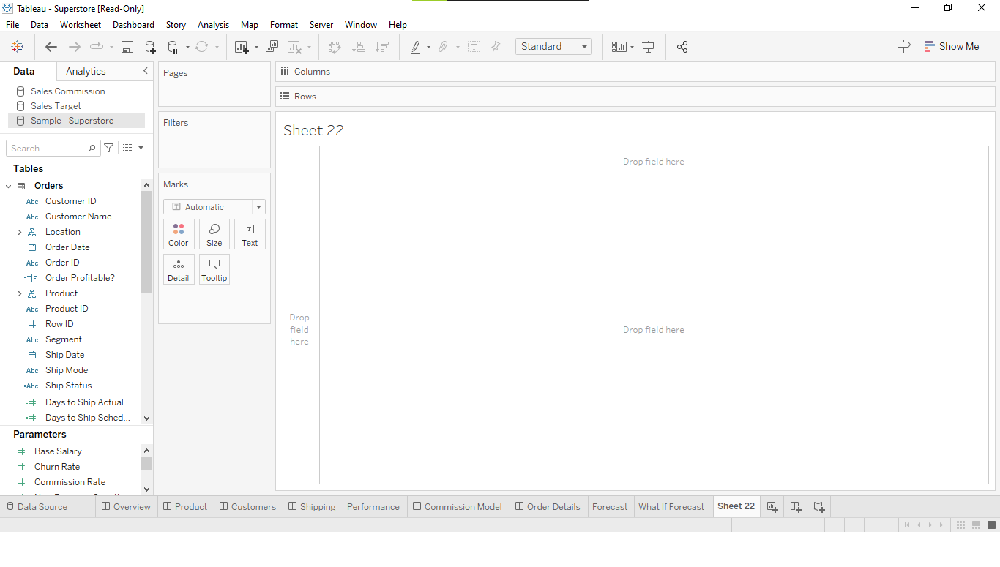 Tableau - Superstore [Read-Only]
File Data Worksheet Dashboard Story Analysis Map Format Server Window Help
Standard
Show Me
Data Analytics
Sales Commission
Sales Target
Sample - Superstore
Search
Tables
Orders
Abc Customer ID
Abc Customer Name
Location
Order Date
Abc Order ID
=T|F Order Profitable?
Product
Abc Product ID
# Row ID
Abc Segment
Ship Date
Abc Ship Mode
=Abc Ship Status
=# Days to Ship Actual
=# Days to Ship Sched...
Parameters
# Base Salary
# Churn Rate
# Commission Rate
Pages
Filters
Marks
Automatic
Color Size Text
Detail Tooltip
Columns
Rows
Sheet 22
Drop field here
Drop
field
here
Drop field here
Data Source Overview Product Customers Shipping Performance Commission Model Order Details Forecast What If Forecast Sheet 22